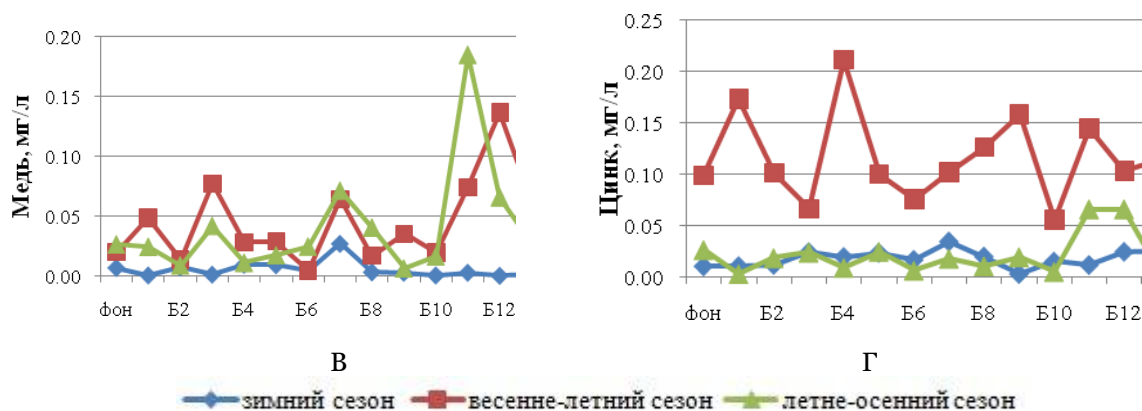 Медь, мг/л
0.20
0.15
0.10
0.05
0.00
фон Б2 Б4 Б6 Б8 Б10 Б12
В
Цинк, мг/л
0.25
0.20
0.15
0.10
0.05
0.00
фон Б2 Б4 Б6 Б8 Б10 Б12
Г
зимний сезон весенне-летний сезон летне-осенний сезон